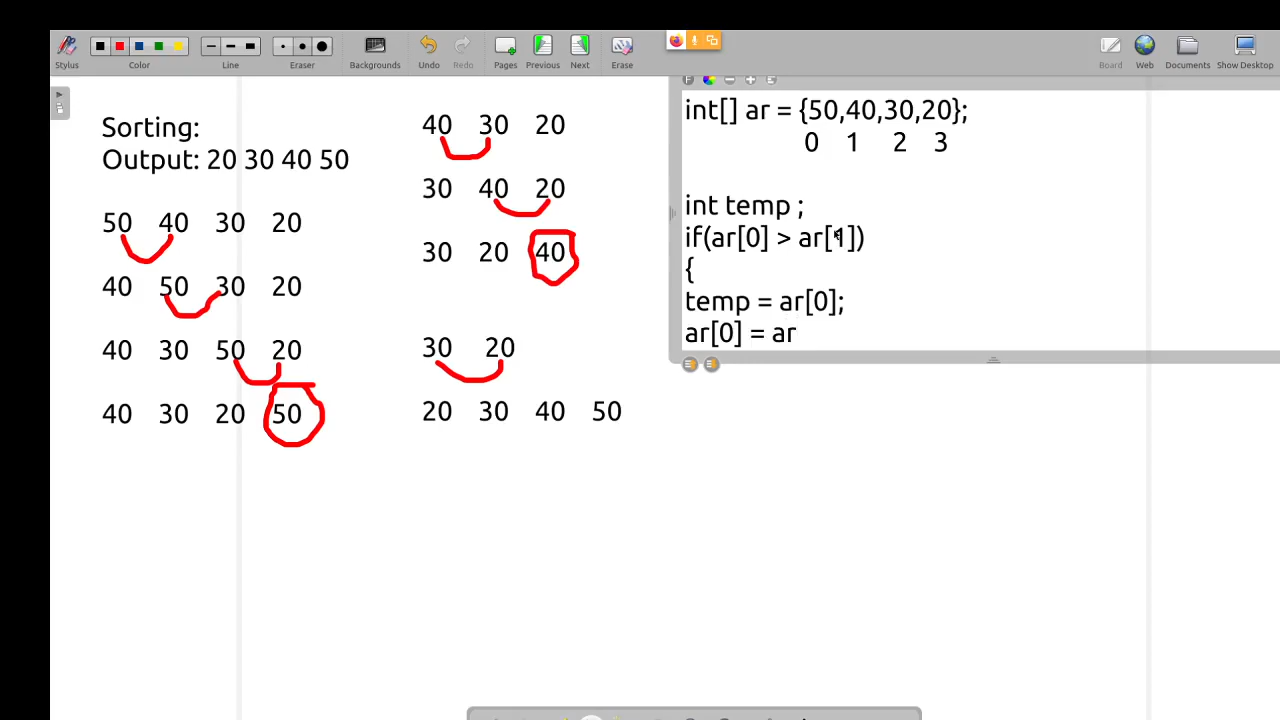 Stylus
Color
Line
Eraser
Backgrounds
Undo
Redo
Pages
Previous
Next
Erase
Board
Web
Documents
Show Desktop
Sorting:
Output: 20 30 40 50
50 40 30 20
40 50 30 20
40 30 50 20
40 30 20 50
40 30 20
30 40 20
30 20 40
30 20
20 30 40 50
int[] ar = {50,40,30,20};
0 1 2 3
int temp ;
if(ar[0] > ar[1])
{
temp = ar[0];
ar[0] = ar